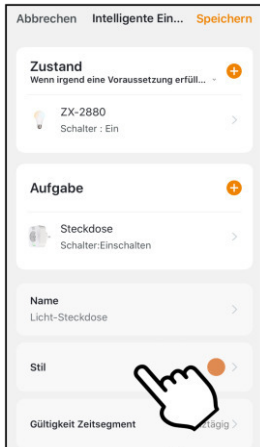 Abbrechen Intelligente Ein... Speichern
Zustand
Wenn irgend eine Voraussetzung erfüll...
ZX-2880
Schalter : Ein
Aufgabe
Steckdose
Schalter:Einschalten
Name
Licht-Steckdose
Stil
Gültigkeit Zeitsegment